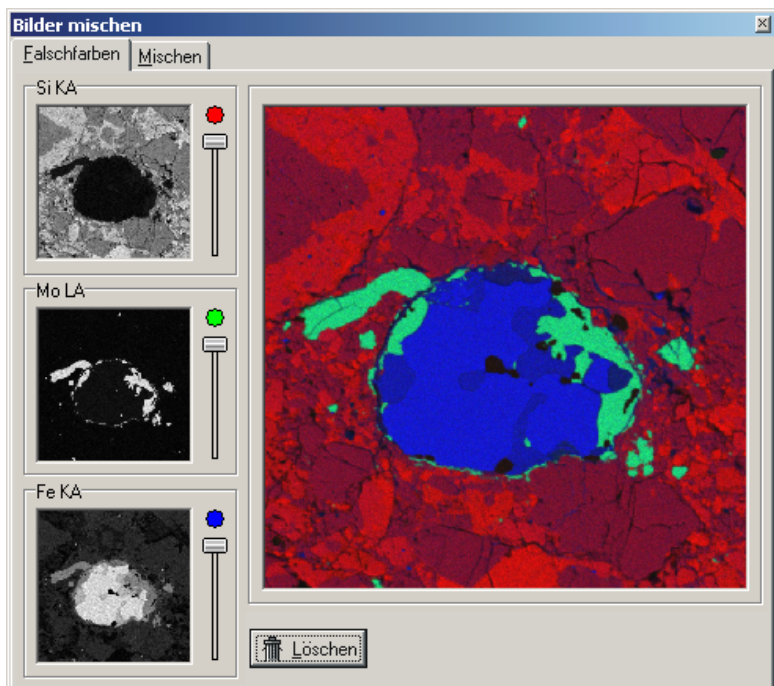 Bilder mischen
Falschfarben Mischen
Si KA
Mo LA
Fe KA
Löschen